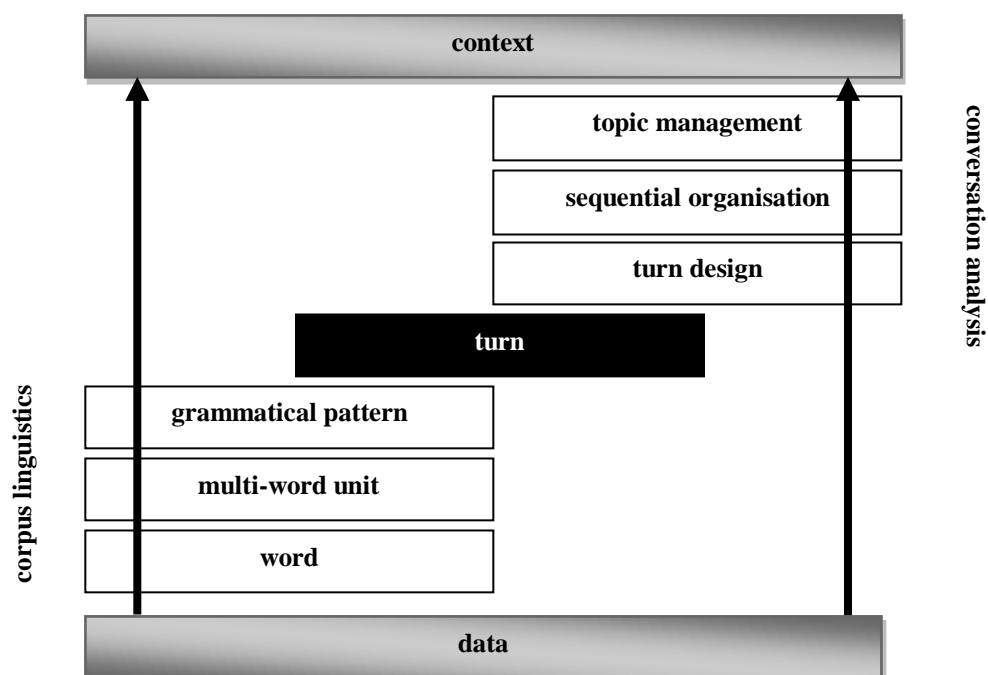 context
topic management
sequential organisation
turn design
conversation analysis
turn
grammatical pattern
multi-word unit
word
corpus linguistics
data